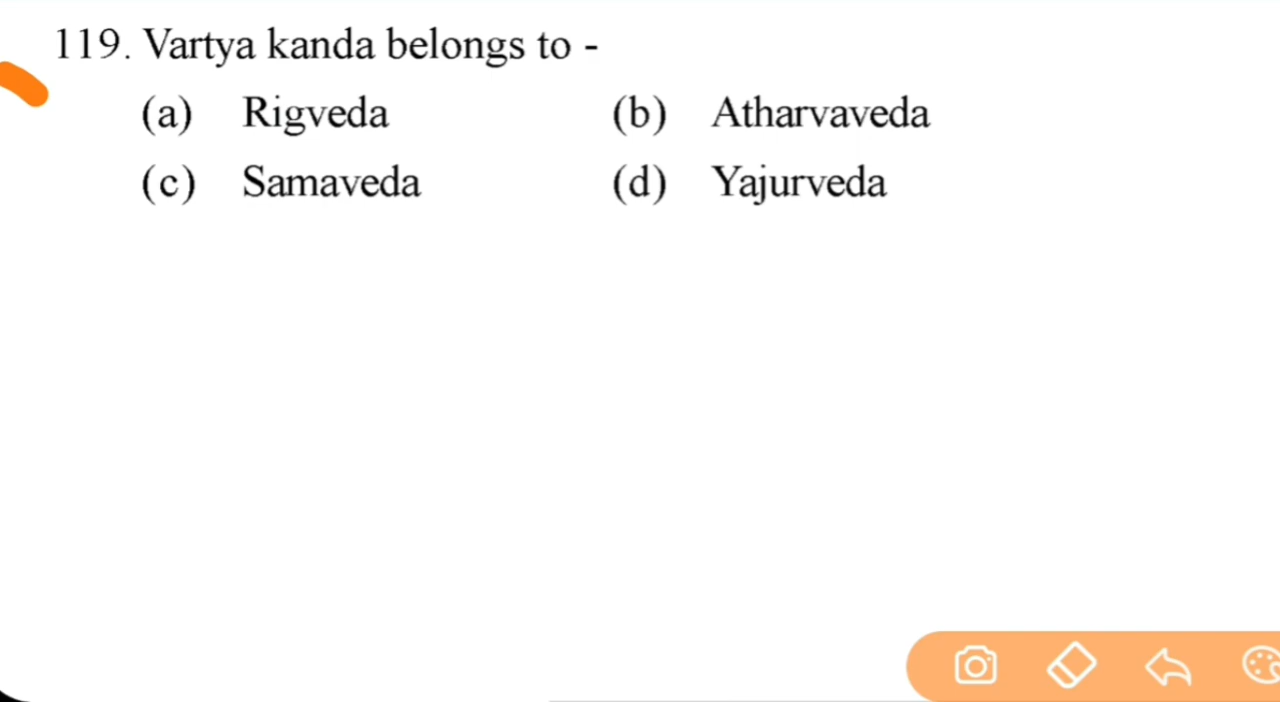 119. Vartya kanda belongs to -
(a) Rigveda (b) Atharvaveda
(c) Samaveda (d) Yajurveda